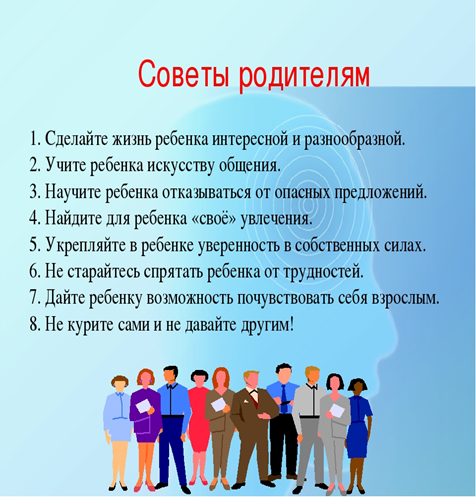 Советы родителям
1. Сделайте жизнь ребенка интересной и разнообразной.
2. Учите ребенка искусству общения.
3. Научите ребенка отказываться от опасных предложений.
4. Найдите для ребенка «своё» увлечения.
5. Укрепляйте в ребенке уверенность в собственных силах.
6. Не старайтесь спрятать ребенка от трудностей.
7. Дайте ребенку возможность почувствовать себя взрослым.
8. Не курите сами и не давайте другим!